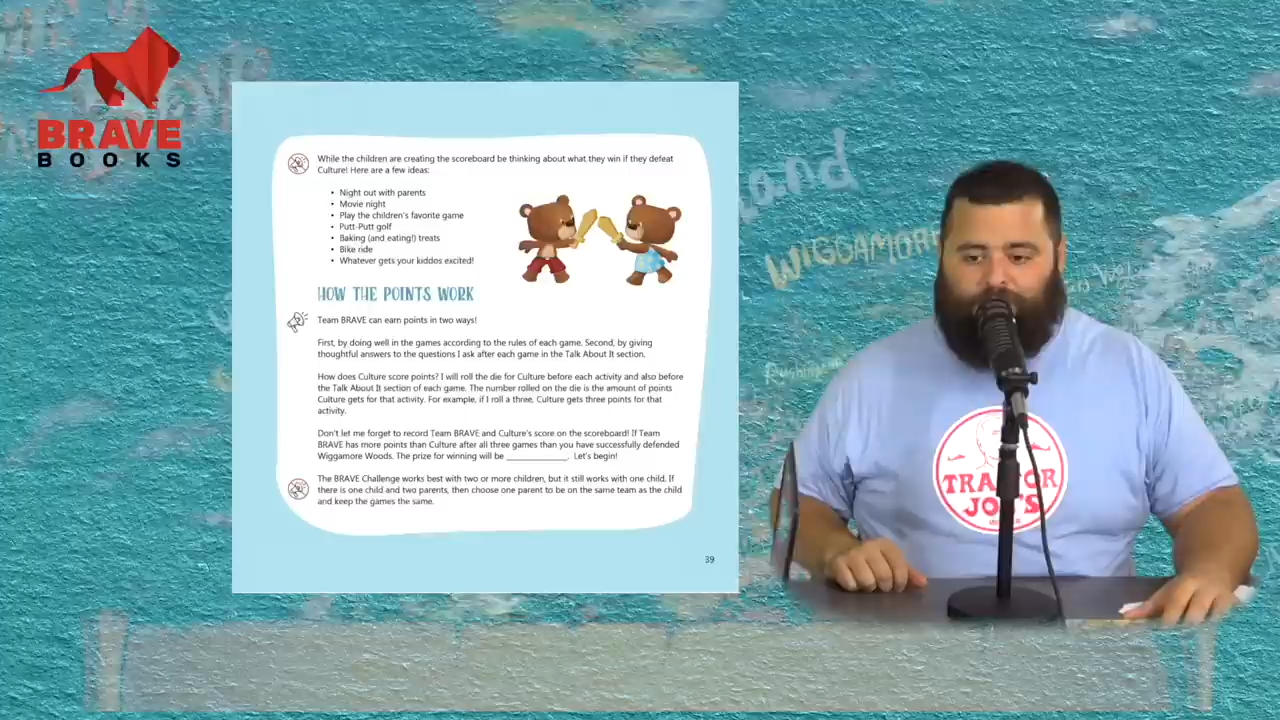 BRAVE
BOOKS
While the children are creating the scoreboard be thinking about what they win if they defeat
Culture! Here are a few ideas:
• Night out with parents
• Movie night
• Play the children's favorite game
• Putt-Putt golf
• Baking (and eating!) treats
• Bike ride
• Whatever gets your kiddos excited!
HOW THE POINTS WORK
Team BRAVE can earn points in two ways!
First, by doing well in the games according to the rules of each game. Second, by giving
thoughtful answers to the questions I ask after each game in the Talk About It section.
How does Culture score points? I will roll the die for Culture before each activity and also before
the Talk About It section of each game. The number rolled on the die is the amount of points
Culture gets for that activity. For example, if I roll a three, Culture gets three points for that
activity.
Don't let me forget to record Team BRAVE and Culture's score on the scoreboard! If Team
BRAVE has more points than Culture after all three games than you have successfully defended
Wiggamore Woods. The prize for winning will be ______________. Let's begin!
The BRAVE Challenge works best with two or more children, but it still works with one child. If
there is one child and two parents, then choose one parent to be on the same team as the child
and keep the games the same.
39
WIGGAMOR
TRAITOR
JOE'S